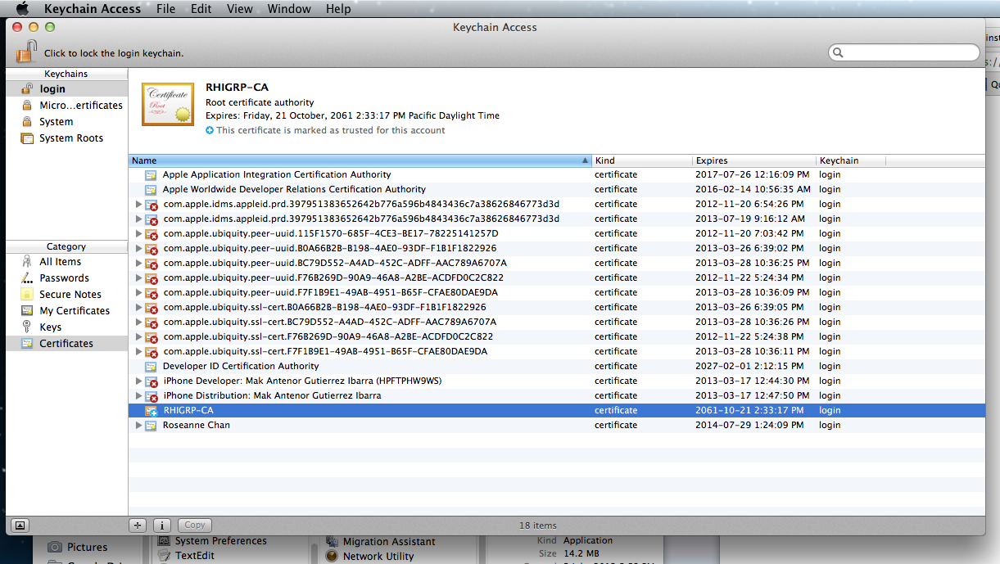 Keychain Access File Edit View Window Help
Keychain Access
Click to lock the login keychain.
Keychains
login
Micro...ertificates
System
System Roots
Certificate
Root
RHIGRP-CA
Root certificate authority
Expires: Friday, 21 October, 2061 2:33:17 PM Pacific Daylight Time
This certificate is marked as trusted for this account
Name Kind Expires Keychain
Apple Application Integration Certification Authority certificate 2017-07-26 12:16:09 PM login
Apple Worldwide Developer Relations Certification Authority certificate 2016-02-14 10:56:35 AM login
com.apple.idms.appleid.prd.397951383652642b776a596b4843436c7a38626846773d3d certificate 2012-11-20 6:54:26 PM login
com.apple.idms.appleid.prd.397951383652642b776a596b4843436c7a38626846773d3d certificate 2013-07-19 9:16:12 AM login
com.apple.ubiquity.peer-uuid.115F1570-685F-4CE3-BE17-78225141257D certificate 2012-11-20 7:03:42 PM login
com.apple.ubiquity.peer-uuid.B0A66B2B-B198-4AE0-93DF-F1B1F1822926 certificate 2013-03-26 6:39:02 PM login
com.apple.ubiquity.peer-uuid.BC79D552-A4AD-452C-ADFF-AAC789A6707A certificate 2013-03-28 10:36:25 PM login
com.apple.ubiquity.peer-uuid.F76B269D-90A9-46A8-A2BE-ACDFD0C2C822 certificate 2012-11-22 5:24:34 PM login
com.apple.ubiquity.peer-uuid.F7F1B9E1-49AB-4951-B65F-CFAE80DAE9DA certificate 2013-03-28 10:36:09 PM login
com.apple.ubiquity.ssl-cert.B0A66B2B-B198-4AE0-93DF-F1B1F1822926 certificate 2013-03-26 6:39:05 PM login
com.apple.ubiquity.ssl-cert.BC79D552-A4AD-452C-ADFF-AAC789A6707A certificate 2013-03-28 10:36:26 PM login
com.apple.ubiquity.ssl-cert.F76B269D-90A9-46A8-A2BE-ACDFD0C2C822 certificate 2012-11-22 5:24:38 PM login
com.apple.ubiquity.ssl-cert.F7F1B9E1-49AB-4951-B65F-CFAE80DAE9DA certificate 2013-03-28 10:36:11 PM login
Developer ID Certification Authority certificate 2027-02-01 2:12:15 PM login
iPhone Developer: Mak Antenor Gutierrez Ibarra (HPFTPHW9WS) certificate 2013-03-17 12:44:30 PM login
iPhone Distribution: Mak Antenor Gutierrez Ibarra certificate 2013-03-17 12:47:50 PM login
RHIGRP-CA certificate 2061-10-21 2:33:17 PM login
Roseanne Chan certificate 2014-07-29 1:24:09 PM login
Category
All Items
Passwords
Secure Notes
My Certificates
Keys
Certificates
Copy
18 items
Pictures System Preferences Migration Assistant Kind Application
TextEdit Network Utility Size 14.2 MB